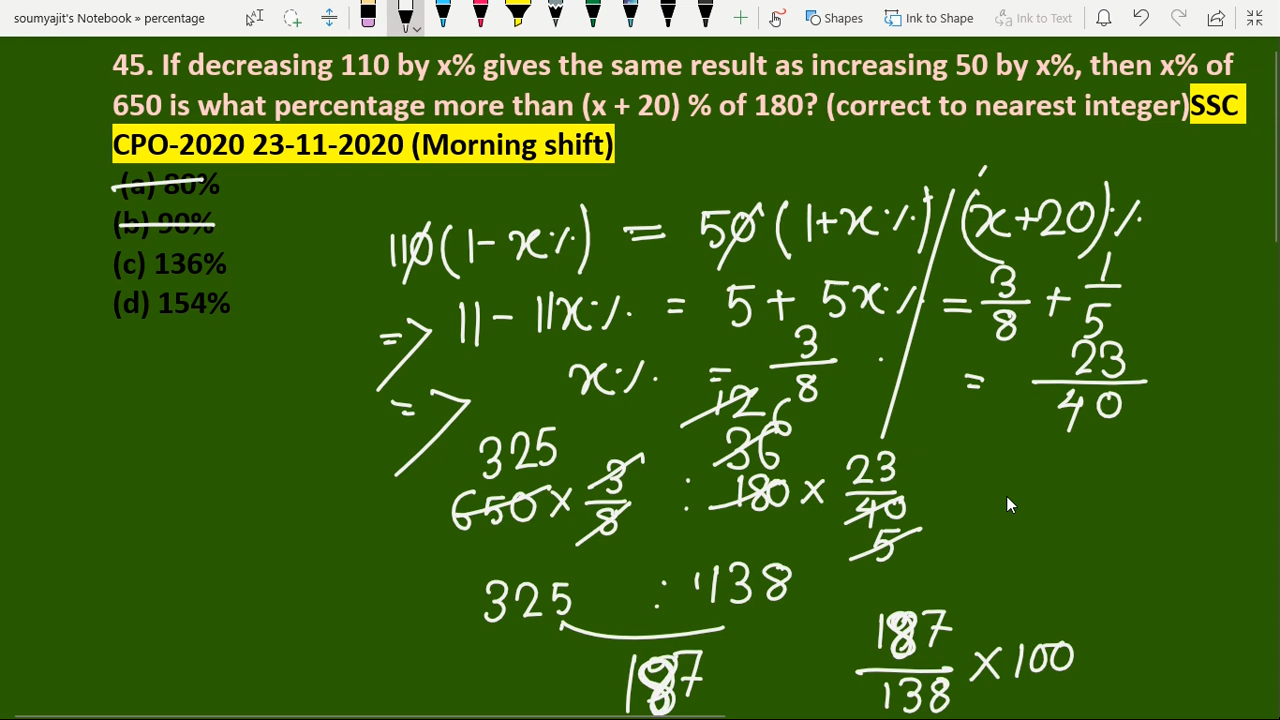 soumyajit's Notebook » percentage
Shapes
Ink to Shape
Ink to Text
45. If decreasing 110 by x% gives the same result as increasing 50 by x%, then x% of
650 is what percentage more than (x + 20) % of 180? (correct to nearest integer)SSC
CPO-2020 23-11-2020 (Morning shift)
(a) 80%
(b) 90%
(c) 136%
(d) 154%
110(1 - x%) = 50(1+x%)
=> 11 - 11x% = 5 + 5x%
=> x% = 3/8
(x+20)%
= 3/8 + 1/5
= 23/40
12
325 36 6
650 × 3/8 : 180 × 23/40
5
325 : 138
187
187/138 × 100